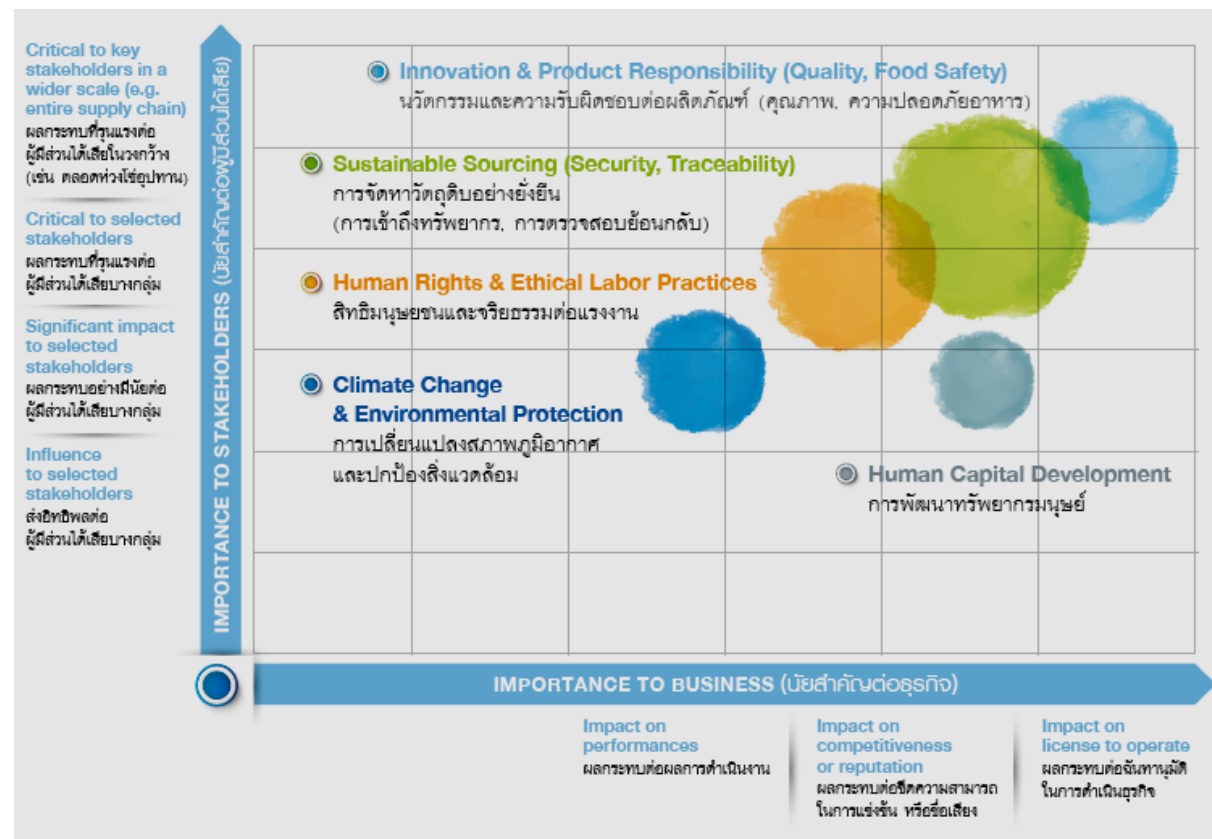 Critical to key
stakeholders in a
wider scale (e.g.
entire supply chain)
ผลกระทบที่รุนแรงต่อ
ผู้มีส่วนได้เสียในวงกว้าง
(เช่น ตลอดห่วงโซ่อุปทาน)
Critical to selected
stakeholders
ผลกระทบที่รุนแรงต่อ
ผู้มีส่วนได้เสียบางกลุ่ม
Significant impact
to selected
stakeholders
ผลกระทบอย่างมีนัยต่อ
ผู้มีส่วนได้เสียบางกลุ่ม
Influence
to selected
stakeholders
ส่งอิทธิพลต่อ
ผู้มีส่วนได้เสียบางกลุ่ม
IMPORTANCE TO STAKEHOLDERS (นัยสำคัญต่อผู้มีส่วนได้เสีย)
Innovation & Product Responsibility (Quality, Food Safety)
นวัตกรรมและความรับผิดชอบต่อผลิตภัณฑ์ (คุณภาพ, ความปลอดภัยอาหาร)
Sustainable Sourcing (Security, Traceability)
การจัดหาวัตถุดิบอย่างยั่งยืน
(การเข้าถึงทรัพยากร, การตรวจสอบย้อนกลับ)
Human Rights & Ethical Labor Practices
สิทธิมนุษยชนและจริยธรรมต่อแรงงาน
Climate Change
& Environmental Protection
การเปลี่ยนแปลงสภาพภูมิอากาศ
และปกป้องสิ่งแวดล้อม
Human Capital Development
การพัฒนาทรัพยากรมนุษย์
IMPORTANCE TO BUSINESS (นัยสำคัญต่อธุรกิจ)
Impact on
performances
ผลกระทบต่อผลการดำเนินงาน
Impact on
competitiveness
or reputation
ผลกระทบต่อขีดความสามารถ
ในการแข่งขัน หรือชื่อเสียง
Impact on
license to operate
ผลกระทบต่อฉันทานุมัติ
ในการดำเนินธุรกิจ